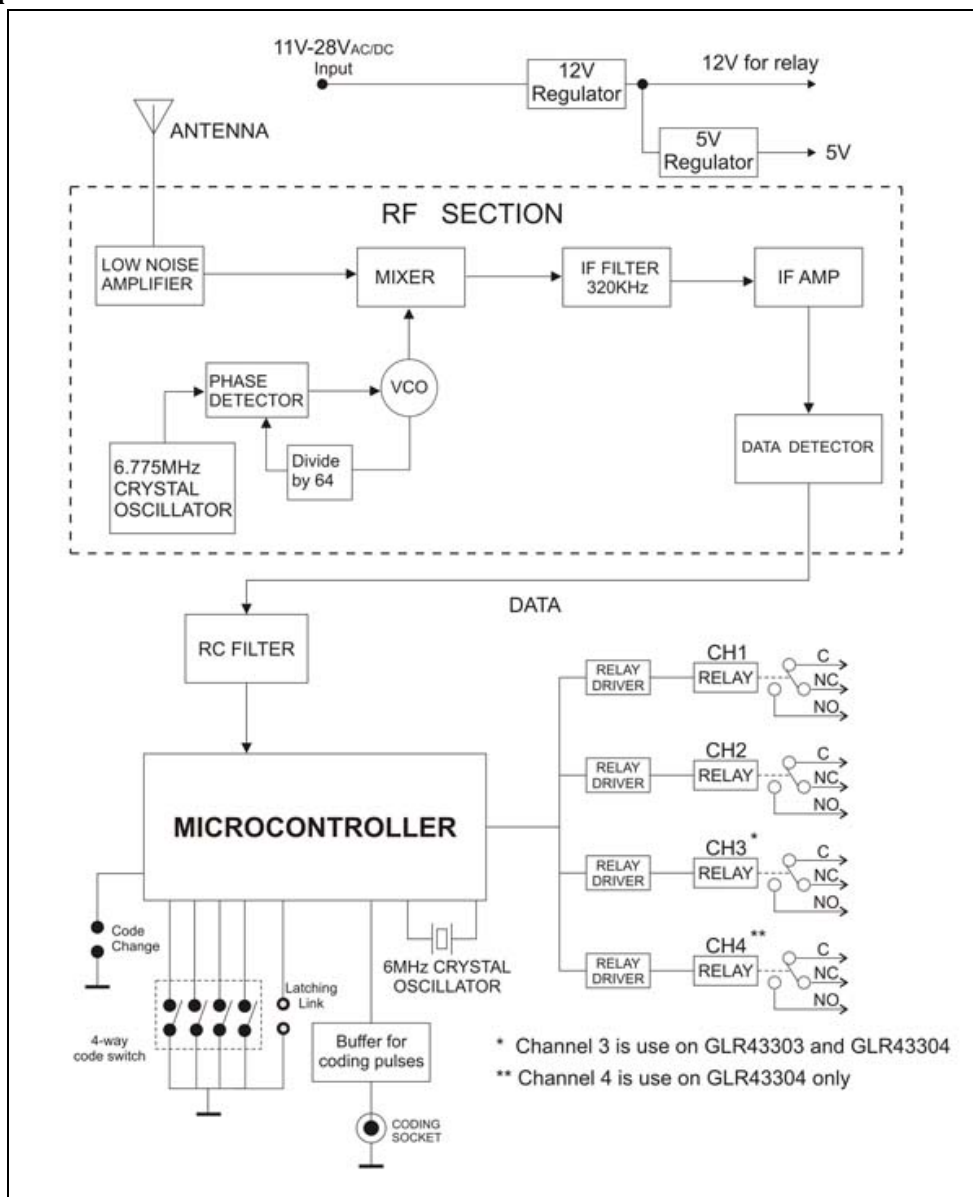 11V-28VAC/DC
Input
12V
Regulator
12V for relay
5V
Regulator
5V
ANTENNA
RF SECTION
LOW NOISE
AMPLIFIER
MIXER
IF FILTER
320KHz
IF AMP
PHASE
DETECTOR
VCO
Divide
by 64
6.775MHz
CRYSTAL
OSCILLATOR
DATA DETECTOR
DATA
RC FILTER
MICROCONTROLLER
RELAY
DRIVER
CH1
RELAY
C
NC
NO
RELAY
DRIVER
CH2
RELAY
C
NC
NO
RELAY
DRIVER
CH3 *
RELAY
C
NC
NO
RELAY
DRIVER
CH4 **
RELAY
C
NC
NO
Code
Change
4-way
code switch
Latching
Link
6MHz CRYSTAL
OSCILLATOR
Buffer for
coding pulses
CODING
SOCKET
* Channel 3 is use on GLR43303 and GLR43304
** Channel 4 is use on GLR43304 only